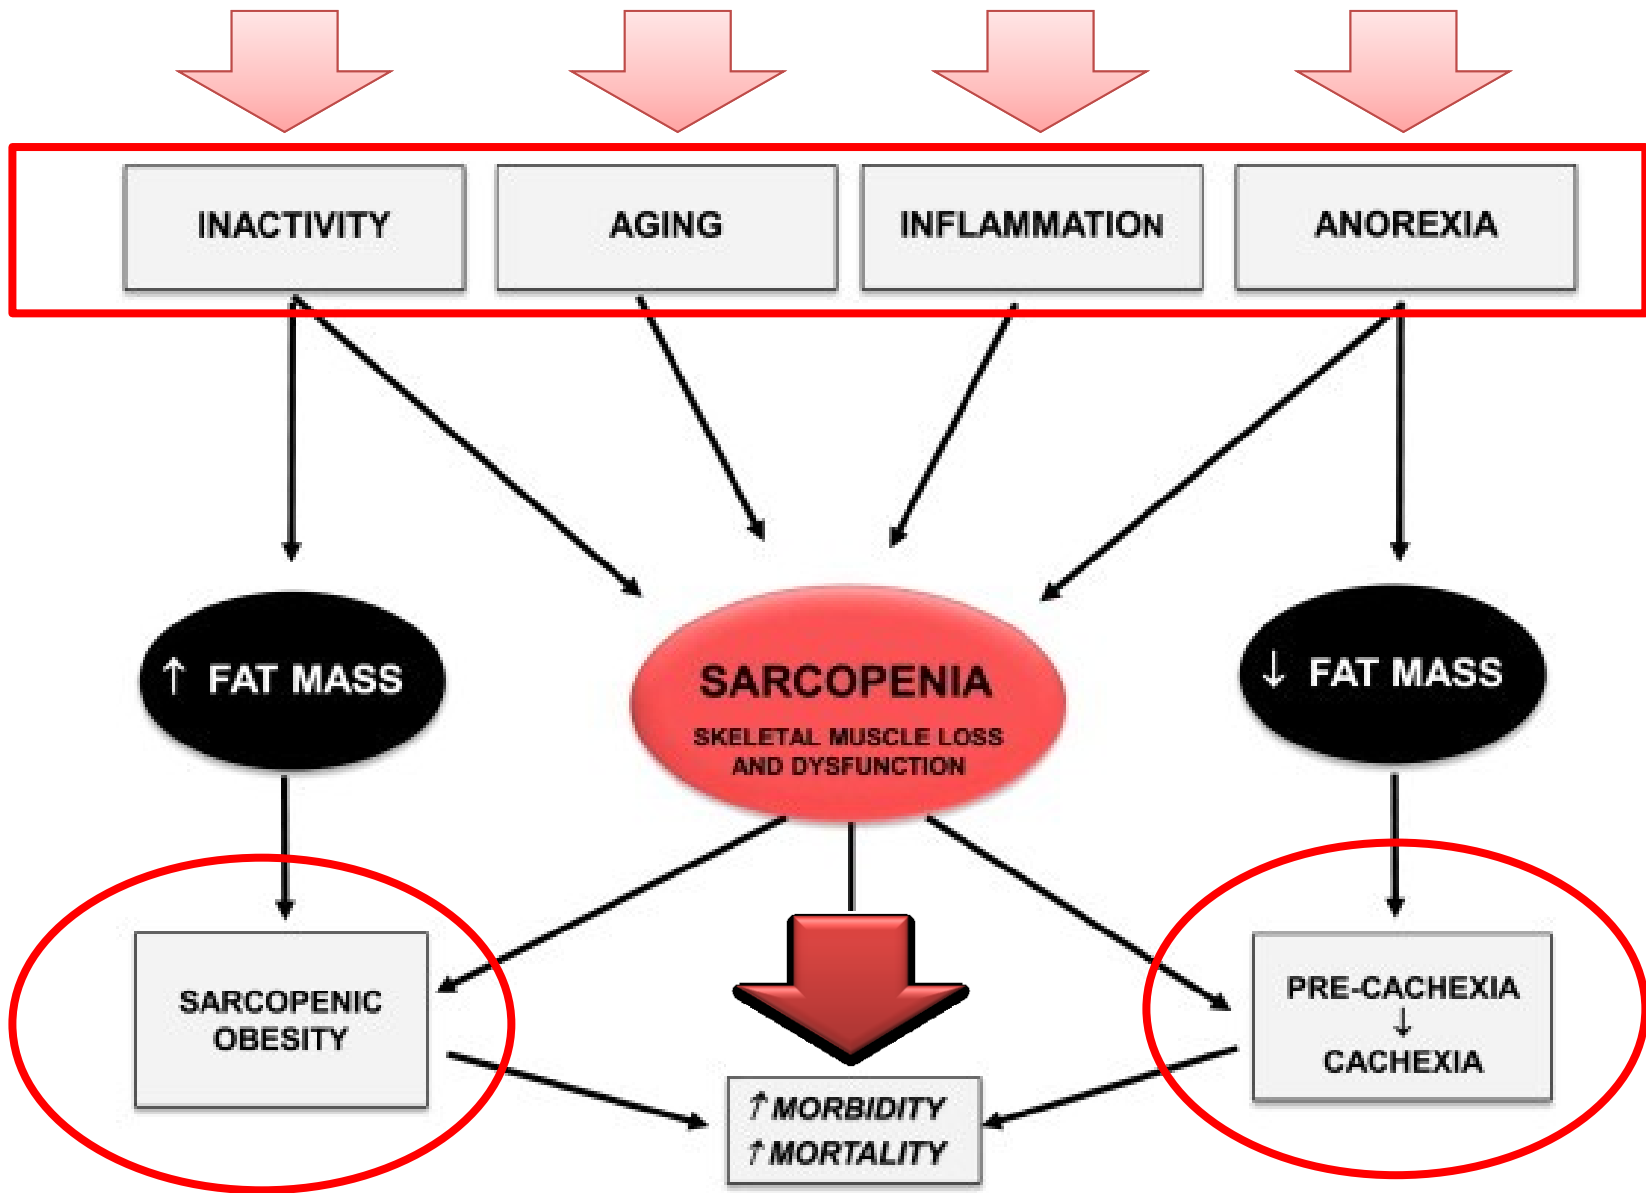 INACTIVITY
AGING
INFLAMMATION
ANOREXIA
↑ FAT MASS
SARCOPENIA
SKELETAL MUSCLE LOSS
AND DYSFUNCTION
↓ FAT MASS
SARCOPENIC
OBESITY
PRE-CACHEXIA
↓
CACHEXIA
↑ MORBIDITY
↑ MORTALITY